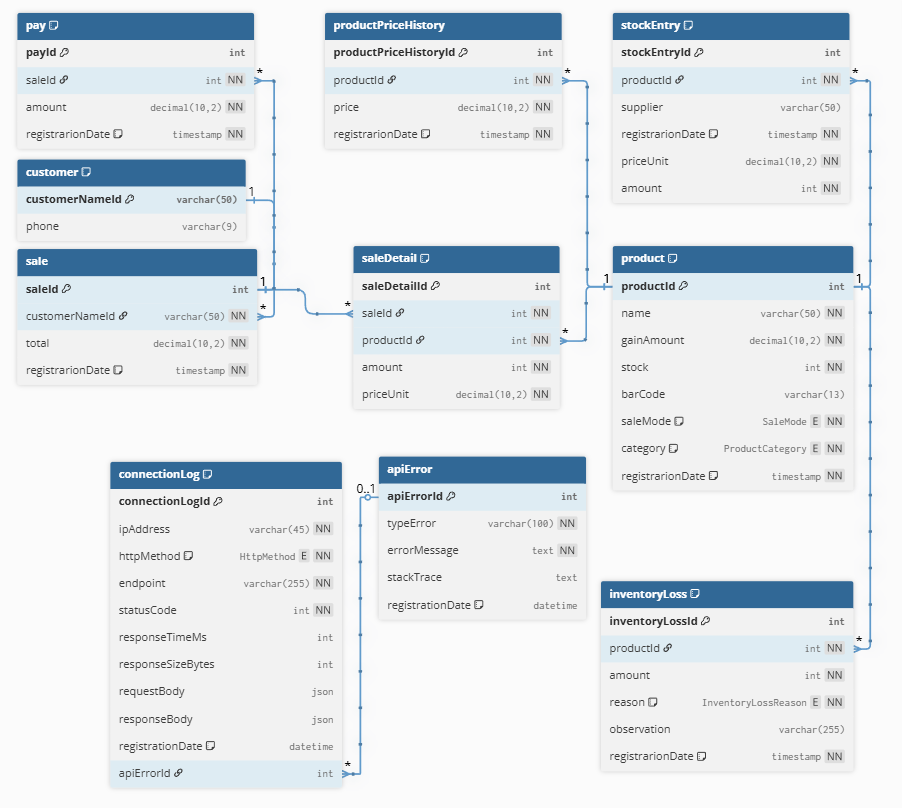 pay
payId int
saleId int NN
amount decimal(10,2) NN
registrarionDate timestamp NN
*
productPriceHistory
productPriceHistoryId int
productId int NN
price decimal(10,2) NN
registrarionDate timestamp NN
*
stockEntry
stockEntryId int
productId int NN
supplier varchar(50)
registrarionDate timestamp NN
priceUnit decimal(10,2) NN
amount int NN
*
customer
customerNameId varchar(50)
phone varchar(9)
1
sale
saleId int
customerNameId varchar(50) NN
total decimal(10,2) NN
registrarionDate timestamp NN
1
*
saleDetail
saleDetailId int
saleId int NN
productId int NN
amount int NN
priceUnit decimal(10,2) NN
*
*
product
productId int
name varchar(50) NN
gainAmount decimal(10,2) NN
stock int NN
barCode varchar(13)
saleMode SaleMode E NN
category ProductCategory E NN
registrarionDate timestamp NN
1
1
connectionLog
connectionLogId int
ipAddress varchar(45) NN
httpMethod HttpMethod E NN
endpoint varchar(255) NN
statusCode int NN
responseTimeMs int
responseSizeBytes int
requestBody json
responseBody json
registrationDate datetime
apiErrorId int
*
0..1
apiError
apiErrorId int
typeError varchar(100) NN
errorMessage text NN
stackTrace text
registrationDate datetime
inventoryLoss
inventoryLossId int
productId int NN
amount int NN
reason InventoryLossReason E NN
observation varchar(255)
registrarionDate timestamp NN
*